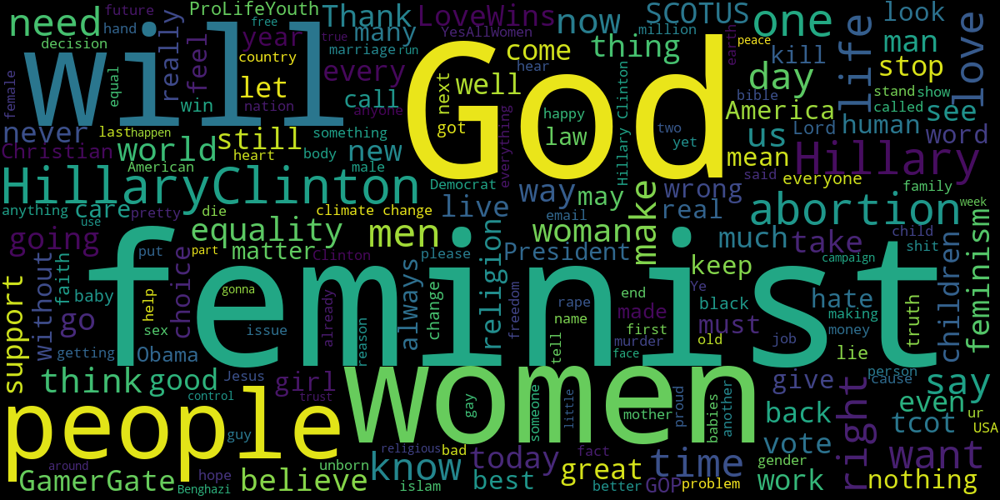 need
hand
future
ProLifeYouth
free
Thank
LoveWins
now
SCOTUS
one
look
love
decision
will
really
feel
year
true
many
YesAllWomen
million
peace
earth
life
man
marriage
run
country
come
thing
kill
stop
female
equal
let
every
hear
God
day
bible
stand
show
win
nation
call
anyone
next
well
happy
Hillary Clinton
America
called
see
never
last
happen
still
something
got
everything
law
two
yet
us
Lord
human
word
Christian
world
heart
body
new
mean
Hillary
American
male
Democrat
way
may
wrong
said
everyone
family
HillaryClinton
anything
care
pretty
die
climate change
live
email
make
real
abortion
week
use
going
equality
men
religion
woman
much
take
child
shit
feminism
put
part
matter
Clinton
please
President
keep
campaign
children
support
without
faith
baby
help
choice
gonna
feminist
always
change
freedom
rape
end
Ye
black
hate
truth
go
sex
issue
already
reason
name
made
first
must
making
money
getting
Obama
tell
murder
face
old
job
lie
think
good
Jesus
girl
women
person
cause
say
control
trust
gay
someone
little
mother
proud
babies
another
give
right
even
people
guy
back
tcot
ur
USA
religious
bad
today
fact
time
vote
want
around
hope
unborn
know
great
gender
GamerGate
Benghazi
believe
islam
best
better
GOP
problem
work
nothing